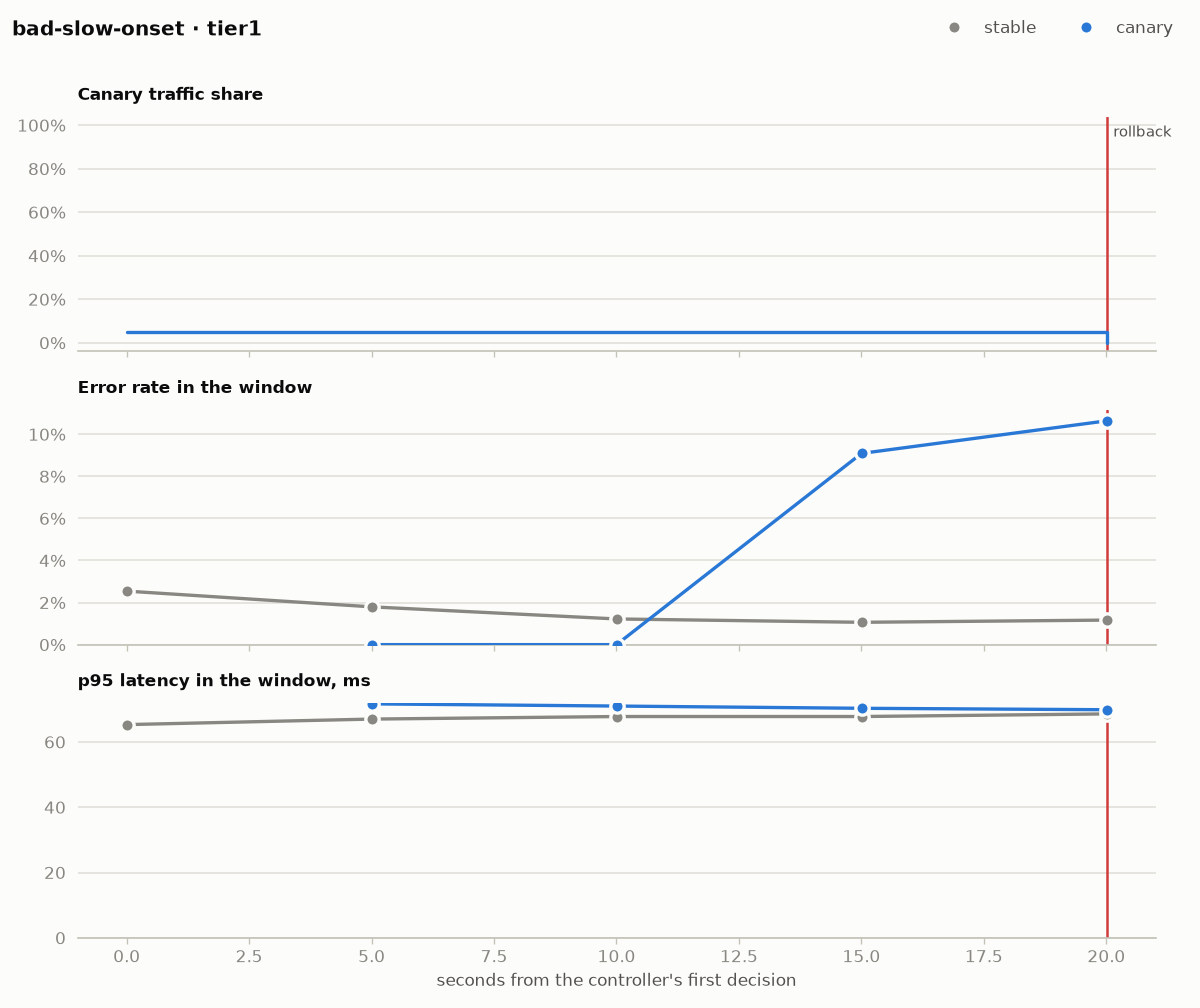 bad-slow-onset · tier1
stable
canary
Canary traffic share
100%
80%
60%
40%
20%
0%
rollback
Error rate in the window
10%
8%
6%
4%
2%
0%
p95 latency in the window, ms
60
40
20
0
0.0 2.5 5.0 7.5 10.0 12.5 15.0 17.5 20.0
seconds from the controller's first decision